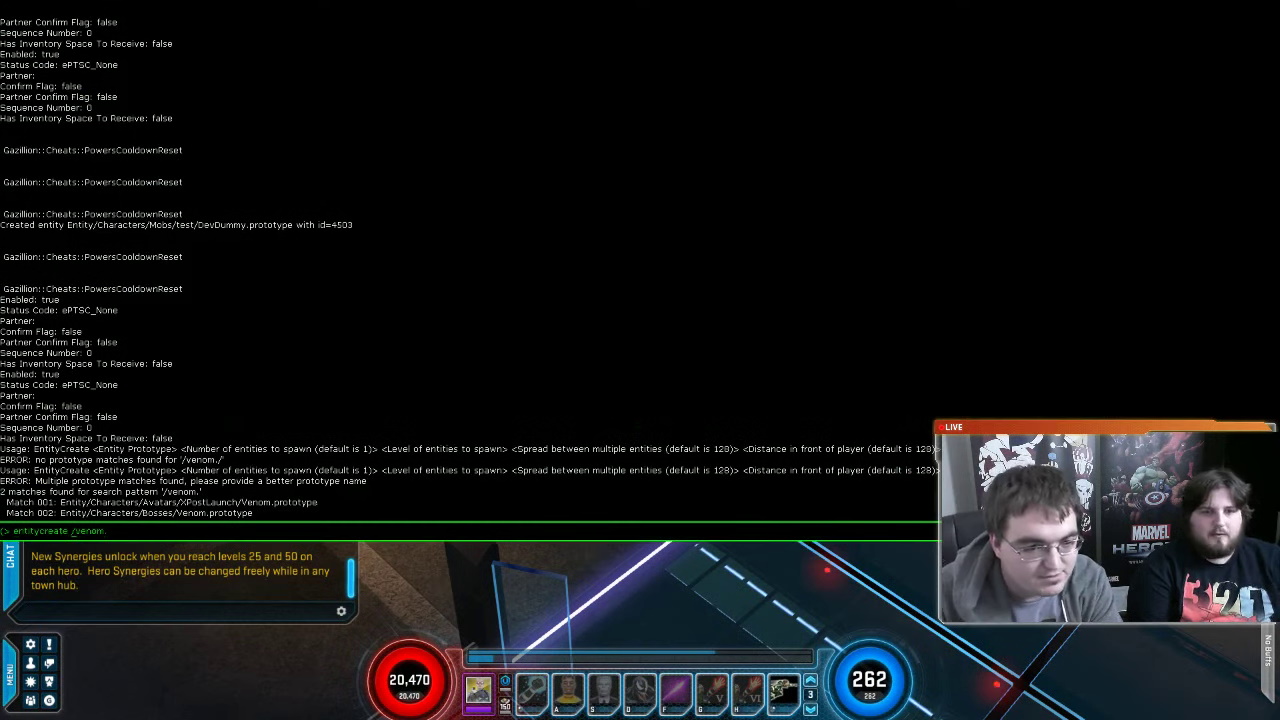 Partner Confirm Flag: false
Sequence Number: 0
Has Inventory Space To Receive: false
Enabled: true
Status Code: ePTSC_None
Partner:
Confirm Flag: false
Partner Confirm Flag: false
Sequence Number: 0
Has Inventory Space To Receive: false
Gazillion::Cheats::PowersCooldownReset
Gazillion::Cheats::PowersCooldownReset
Gazillion::Cheats::PowersCooldownReset
Created entity Entity/Characters/Mobs/test/DevDummy.prototype with id=4503
Gazillion::Cheats::PowersCooldownReset
Gazillion::Cheats::PowersCooldownReset
Enabled: true
Status Code: ePTSC_None
Partner:
Confirm Flag: false
Partner Confirm Flag: false
Sequence Number: 0
Has Inventory Space To Receive: false
Enabled: true
Status Code: ePTSC_None
Partner:
Confirm Flag: false
Partner Confirm Flag: false
Sequence Number: 0
Has Inventory Space To Receive: false
Usage: EntityCreate <Entity Prototype> <Number of entities to spawn (default is 1)> <Level of entities to spawn> <Spread between multiple entities (default is 128)> <Distance in front of player (default is 128)>
ERROR: no prototype matches found for '/venom./'
Usage: EntityCreate <Entity Prototype> <Number of entities to spawn (default is 1)> <Level of entities to spawn> <Spread between multiple entities (default is 128)> <Distance in front of player (default is 128)>
ERROR: Multiple prototype matches found, please provide a better prototype name
2 matches found for search pattern '/venom.'
Match 001: Entity/Characters/Avatars/XPostLaunch/Venom.prototype
Match 002: Entity/Characters/Bosses/Venom.prototype
(> entitycreate /venom.
LIVE
MARVEL
CHAT
New Synergies unlock when you reach levels 25 and 50 on
each hero. Hero Synergies can be changed freely while in any
town hub.
No Buffs
MENU
20,470
20,470
150
A
S
D
F
G
V
H
VI
3
262
262